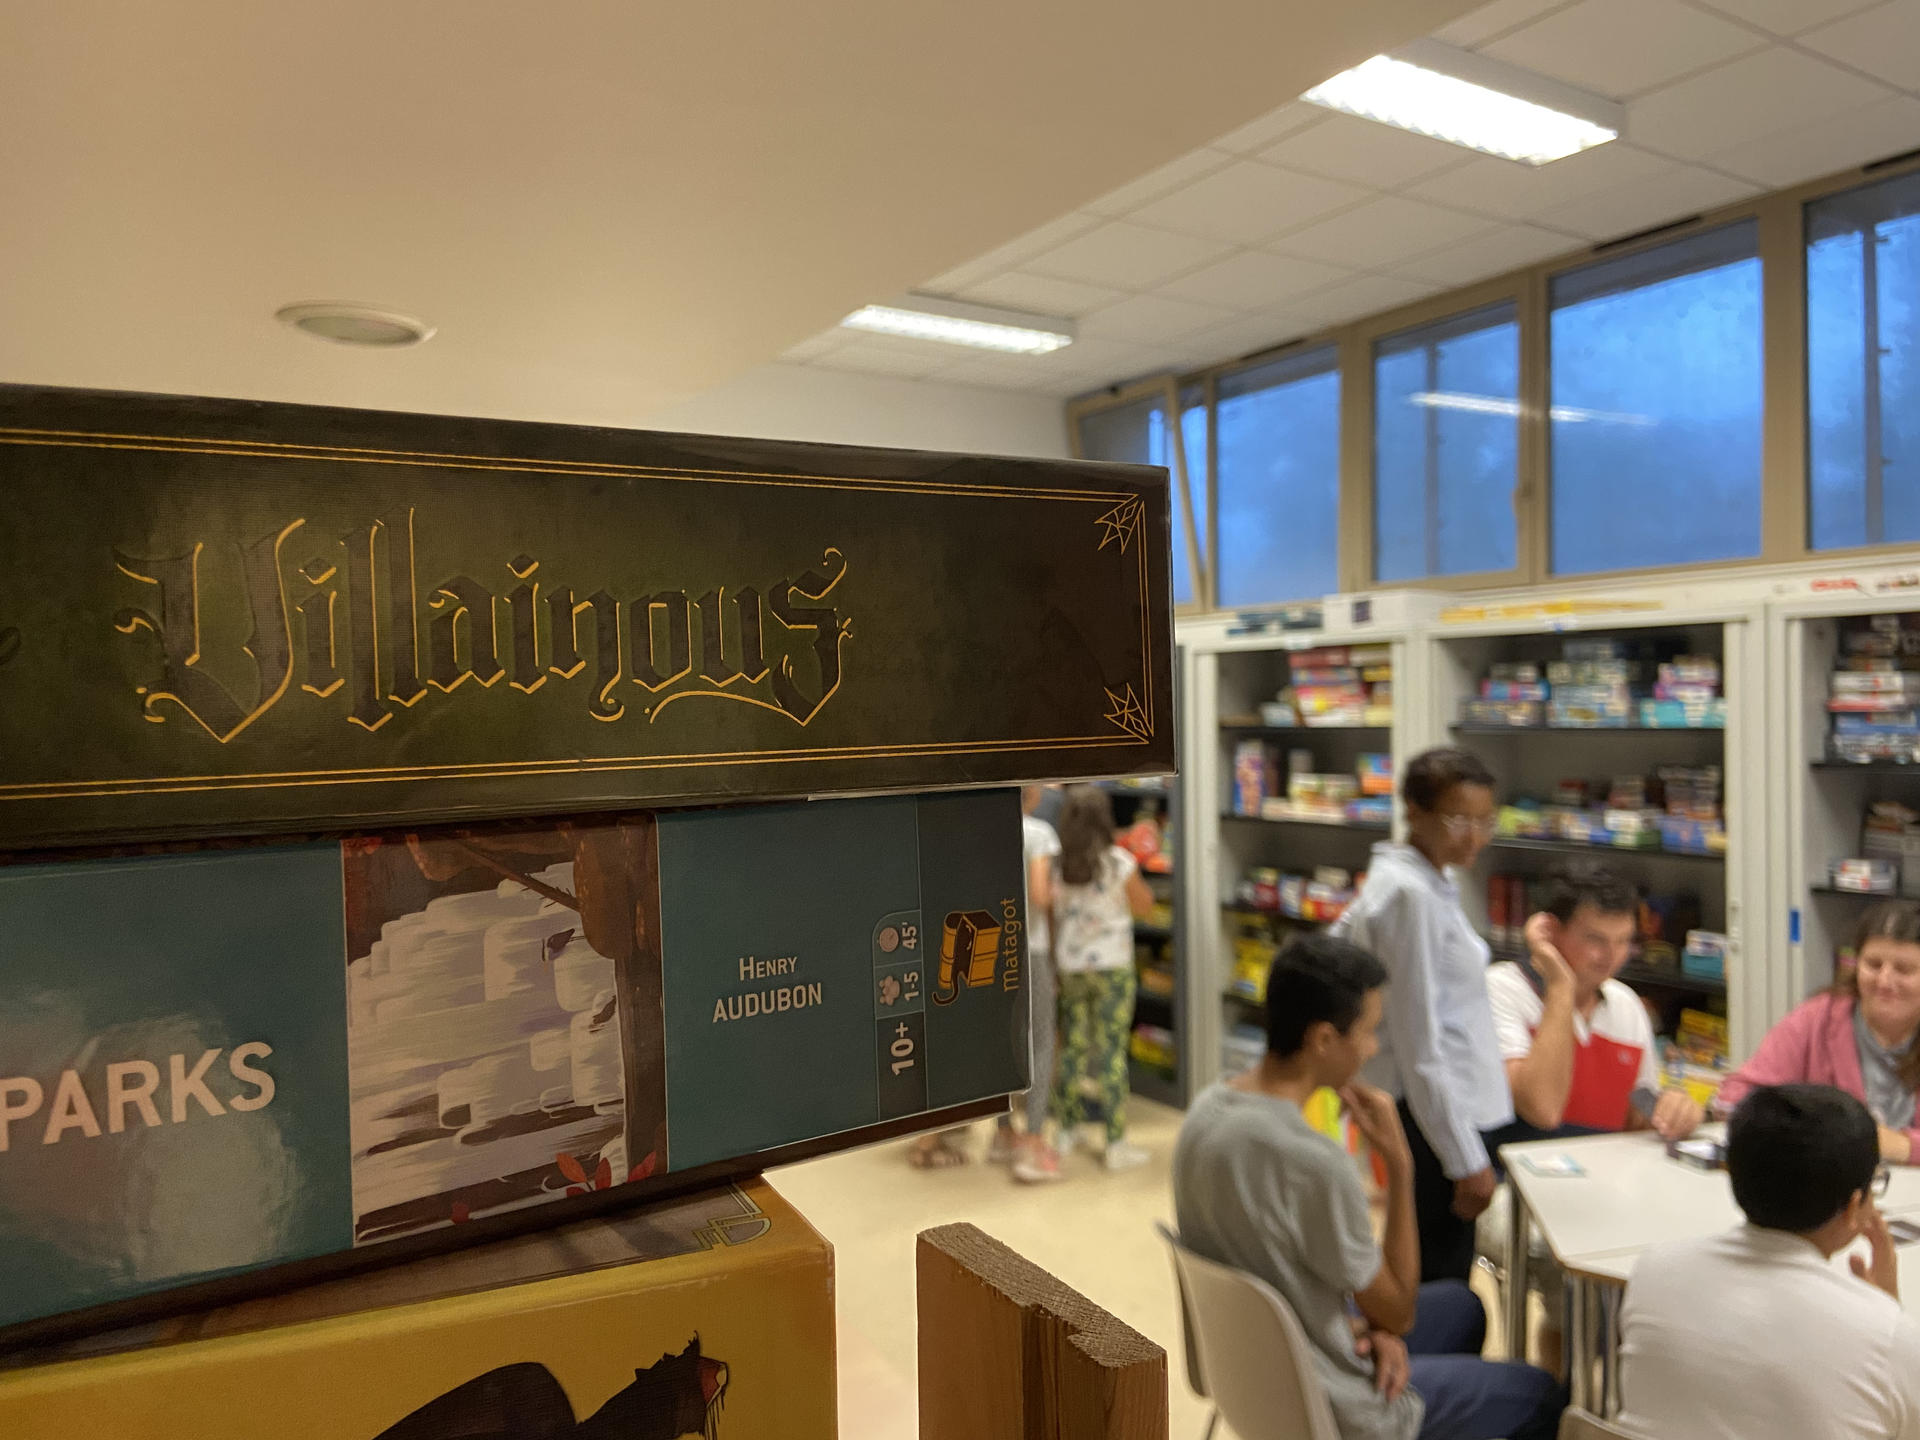 Villainous
PARKS
HENRY
AUDUBON
45'
1-5
10+
matagot